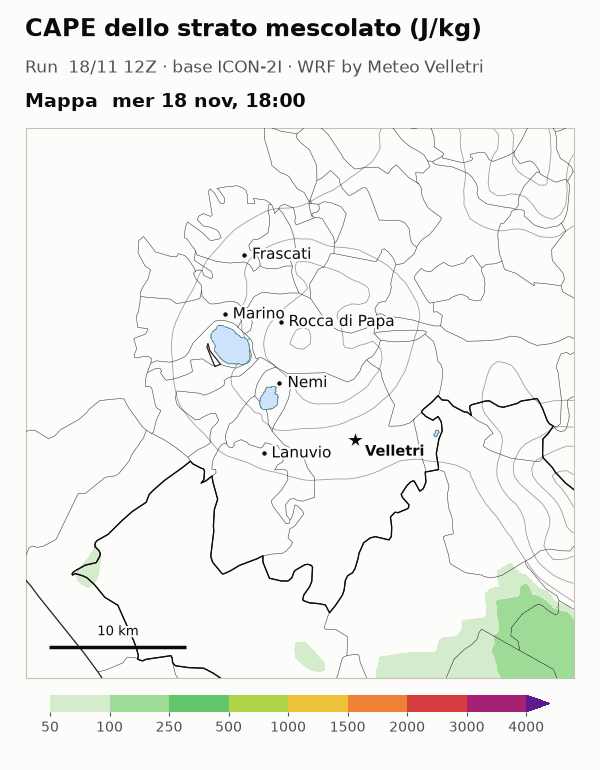 CAPE dello strato mescolato (J/kg)
Run  18/11 12Z · base ICON-2I · WRF by Meteo Velletri
Mappa  mer 18 nov, 18:00
Frascati
Marino
Rocca di Papa
Nemi
Velletri
Lanuvio
10 km
50 100 250 500 1000 1500 2000 3000 4000